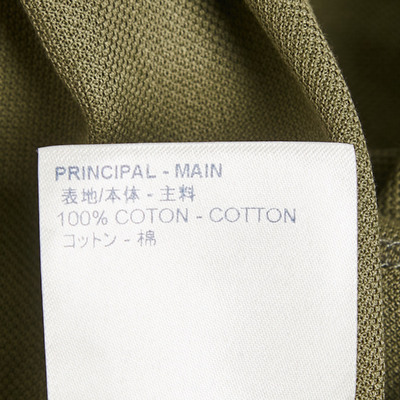 PRINCIPAL - MAIN
表地/本体 - 主料
100% COTON - COTTON
コットン - 棉